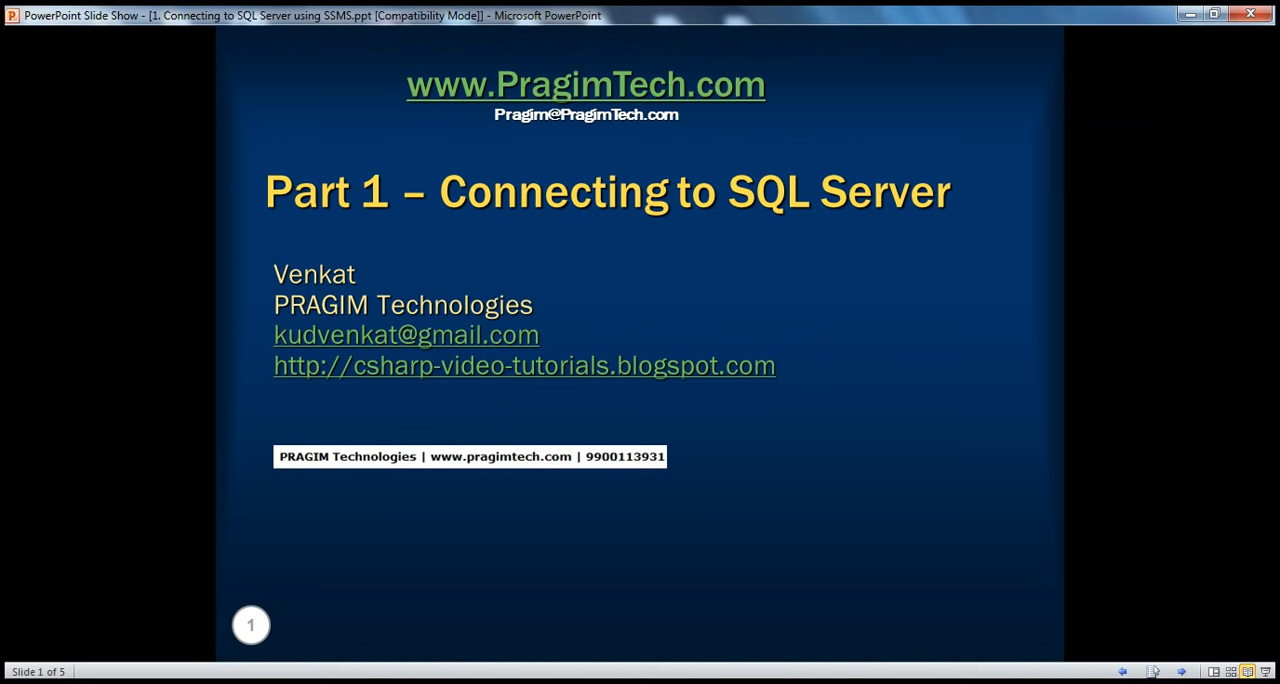 PowerPoint Slide Show - [1. Connecting to SQL Server using SSMS.ppt [Compatibility Mode]] - Microsoft PowerPoint
www.PragimTech.com
Pragim@PragimTech.com
Part 1 – Connecting to SQL Server
Venkat
PRAGIM Technologies
kudvenkat@gmail.com
http://csharp-video-tutorials.blogspot.com
PRAGIM Technologies | www.pragimtech.com | 9900113931
1
Slide 1 of 5